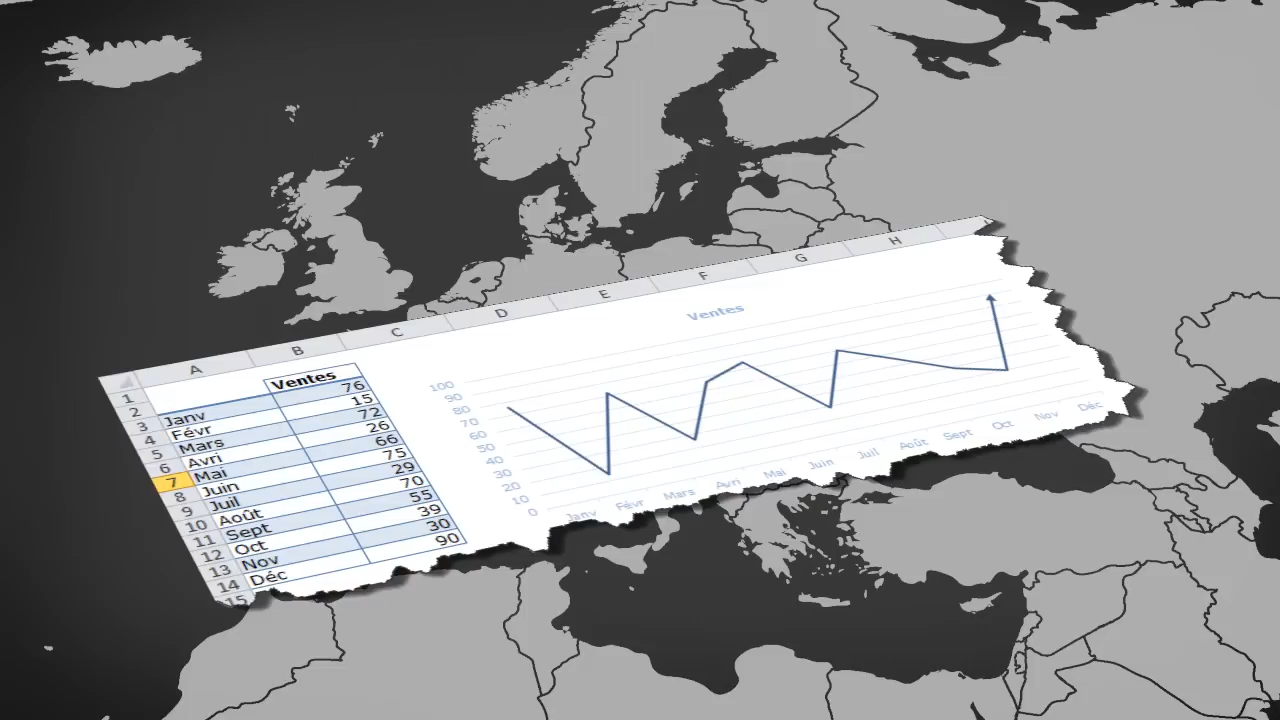 A B C D E F G H
1
2 Ventes
3 Janv 76
4 Févr 15
5 Mars 72
6 Avri 26
7 Mai 66
8 Juin 75
9 Juil 29
10 Août 70
11 Sept 55
12 Oct 39
13 Nov 30
14 Déc 90
15
Ventes
100
90
80
70
60
50
40
30
20
10
0
Janv Févr Mars Avri Mai Juin Juil Août Sept Oct Nov Déc